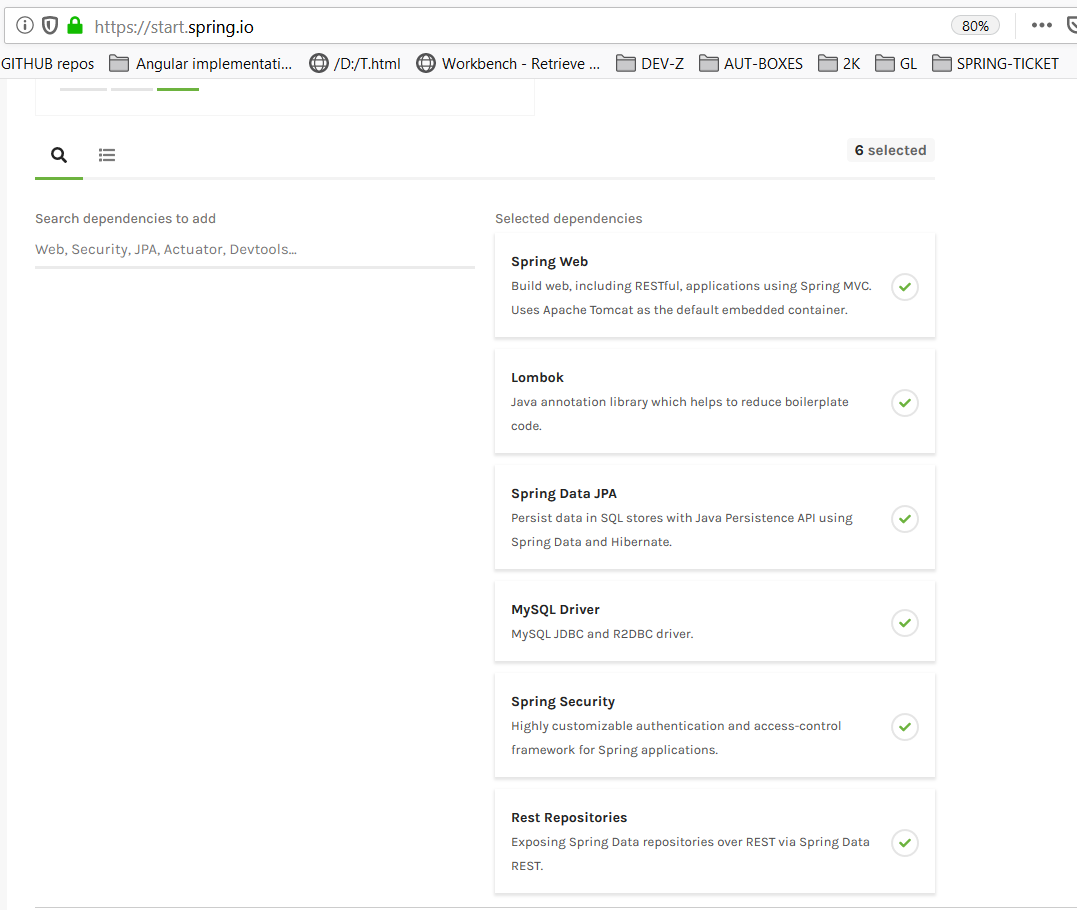 https://start.spring.io 80%
GITHUB repos Angular implementati... /D:/T.html Workbench - Retrieve ... DEV-Z AUT-BOXES 2K GL SPRING-TICKET
6 selected
Search dependencies to add
Web, Security, JPA, Actuator, Devtools...
Selected dependencies
Spring Web
Build web, including RESTful, applications using Spring MVC.
Uses Apache Tomcat as the default embedded container.
Lombok
Java annotation library which helps to reduce boilerplate
code.
Spring Data JPA
Persist data in SQL stores with Java Persistence API using
Spring Data and Hibernate.
MySQL Driver
MySQL JDBC and R2DBC driver.
Spring Security
Highly customizable authentication and access-control
framework for Spring applications.
Rest Repositories
Exposing Spring Data repositories over REST via Spring Data
REST.